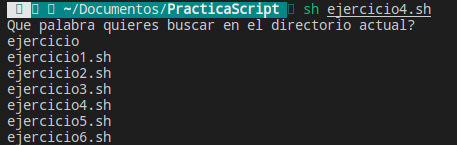 ~/Documentos/PracticaScript sh ejercicio4.sh
Que palabra quieres buscar en el directorio actual?
ejercicio
ejercicio1.sh
ejercicio2.sh
ejercicio3.sh
ejercicio4.sh
ejercicio5.sh
ejercicio6.sh